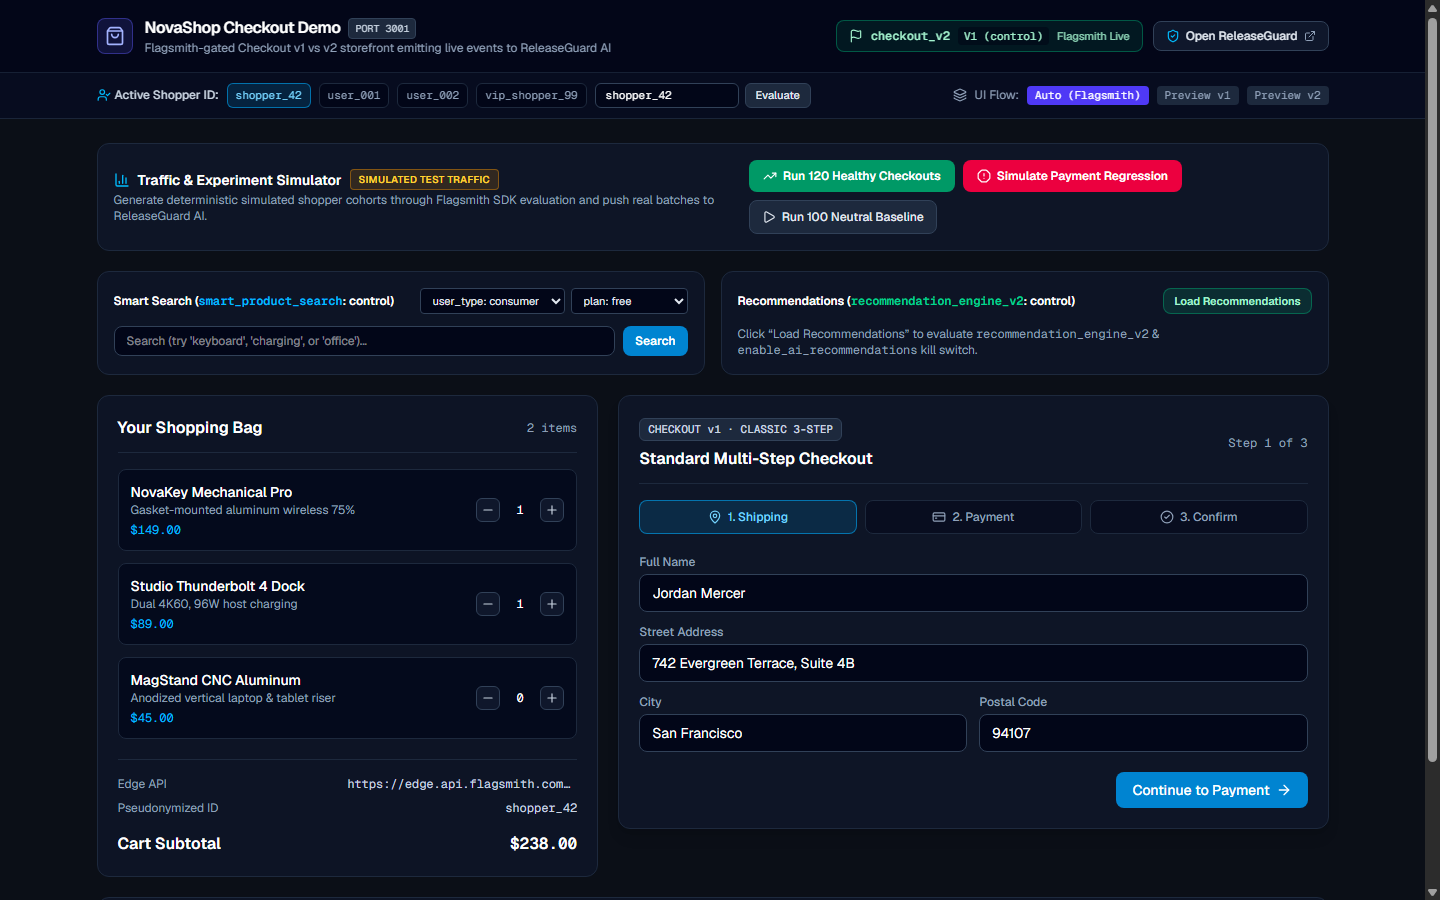 NovaShop Checkout Demo PORT 3001
Flagsmith-gated Checkout v1 vs v2 storefront emitting live events to ReleaseGuard AI
checkout_v2 V1 (control) Flagsmith Live
Open ReleaseGuard
Active Shopper ID: shopper_42 user_001 user_002 vip_shopper_99 shopper_42 Evaluate
UI Flow: Auto (Flagsmith) Preview v1 Preview v2
Traffic & Experiment Simulator SIMULATED TEST TRAFFIC
Generate deterministic simulated shopper cohorts through Flagsmith SDK evaluation and push real batches to
ReleaseGuard AI.
Run 120 Healthy Checkouts
Simulate Payment Regression
Run 100 Neutral Baseline
Smart Search (smart_product_search: control)
user_type: consumer
plan: free
Search (try 'keyboard', 'charging', or 'office')...
Search
Recommendations (recommendation_engine_v2: control)
Load Recommendations
Click “Load Recommendations” to evaluate recommendation_engine_v2 &
enable_ai_recommendations kill switch.
Your Shopping Bag
2 items
NovaKey Mechanical Pro
Gasket-mounted aluminum wireless 75%
$149.00
1
Studio Thunderbolt 4 Dock
Dual 4K60, 96W host charging
$89.00
1
MagStand CNC Aluminum
Anodized vertical laptop & tablet riser
$45.00
0
Edge API https://edge.api.flagsmith.com…
Pseudonymized ID shopper_42
Cart Subtotal $238.00
CHECKOUT v1 · CLASSIC 3-STEP
Standard Multi-Step Checkout
Step 1 of 3
1. Shipping
2. Payment
3. Confirm
Full Name
Jordan Mercer
Street Address
742 Evergreen Terrace, Suite 4B
City
San Francisco
Postal Code
94107
Continue to Payment